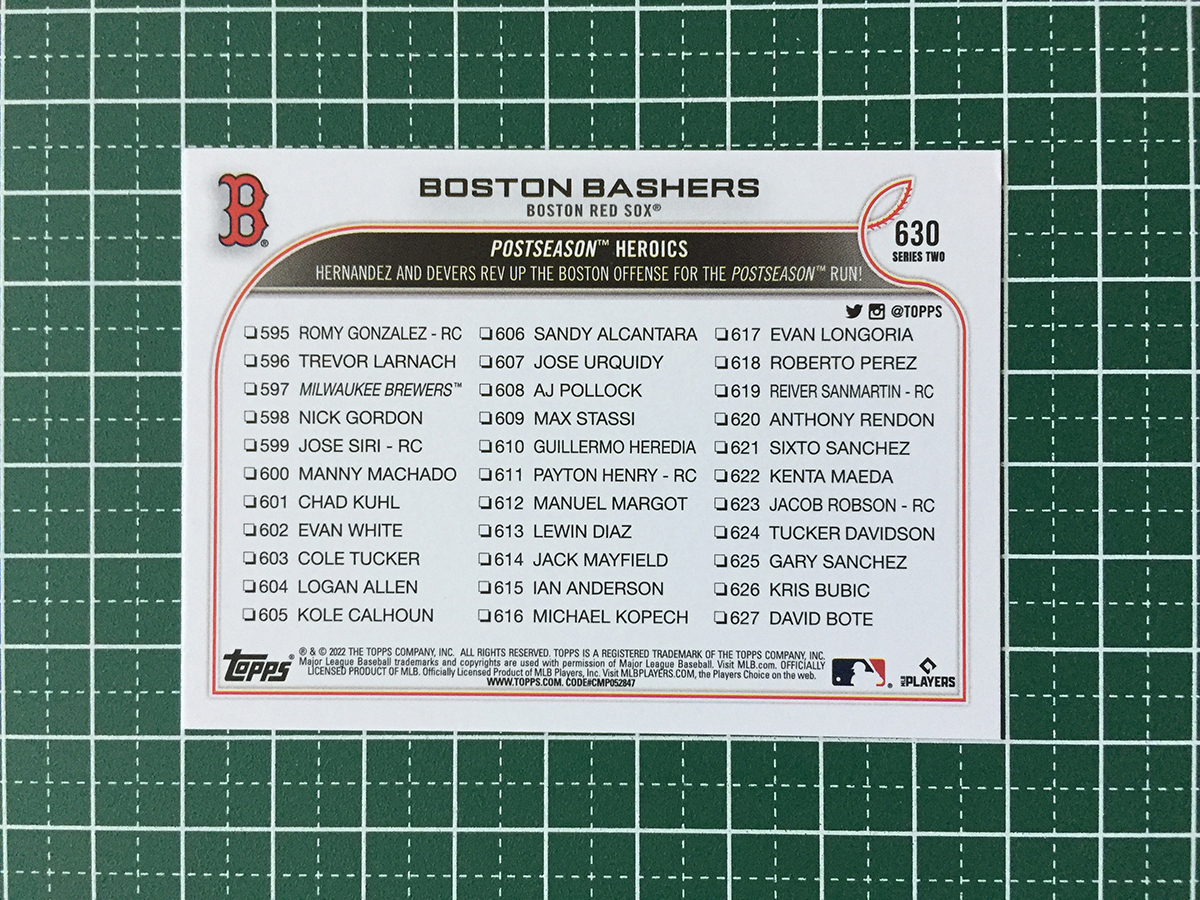 B®
BOSTON BASHERS
BOSTON RED SOX®
630
SERIES TWO
POSTSEASON™ HEROICS
HERNANDEZ AND DEVERS REV UP THE BOSTON OFFENSE FOR THE POSTSEASON™ RUN!
@TOPPS
❏595 ROMY GONZALEZ - RC
❏596 TREVOR LARNACH
❏597 MILWAUKEE BREWERS™
❏598 NICK GORDON
❏599 JOSE SIRI - RC
❏600 MANNY MACHADO
❏601 CHAD KUHL
❏602 EVAN WHITE
❏603 COLE TUCKER
❏604 LOGAN ALLEN
❏605 KOLE CALHOUN
❏606 SANDY ALCANTARA
❏607 JOSE URQUIDY
❏608 AJ POLLOCK
❏609 MAX STASSI
❏610 GUILLERMO HEREDIA
❏611 PAYTON HENRY - RC
❏612 MANUEL MARGOT
❏613 LEWIN DIAZ
❏614 JACK MAYFIELD
❏615 IAN ANDERSON
❏616 MICHAEL KOPECH
❏617 EVAN LONGORIA
❏618 ROBERTO PEREZ
❏619 REIVER SANMARTIN - RC
❏620 ANTHONY RENDON
❏621 SIXTO SANCHEZ
❏622 KENTA MAEDA
❏623 JACOB ROBSON - RC
❏624 TUCKER DAVIDSON
❏625 GARY SANCHEZ
❏626 KRIS BUBIC
❏627 DAVID BOTE
Topps®
® & © 2022 THE TOPPS COMPANY, INC. ALL RIGHTS RESERVED. TOPPS IS A REGISTERED TRADEMARK OF THE TOPPS COMPANY, INC.
Major League Baseball trademarks and copyrights are used with permission of Major League Baseball. Visit MLB.com. OFFICIALLY
LICENSED PRODUCT OF MLB. Officially Licensed Product of MLB Players, Inc. Visit MLBPLAYERS.COM, the Players Choice on the web.
WWW.TOPPS.COM. CODE#CMP052847
®
MLB PLAYERS